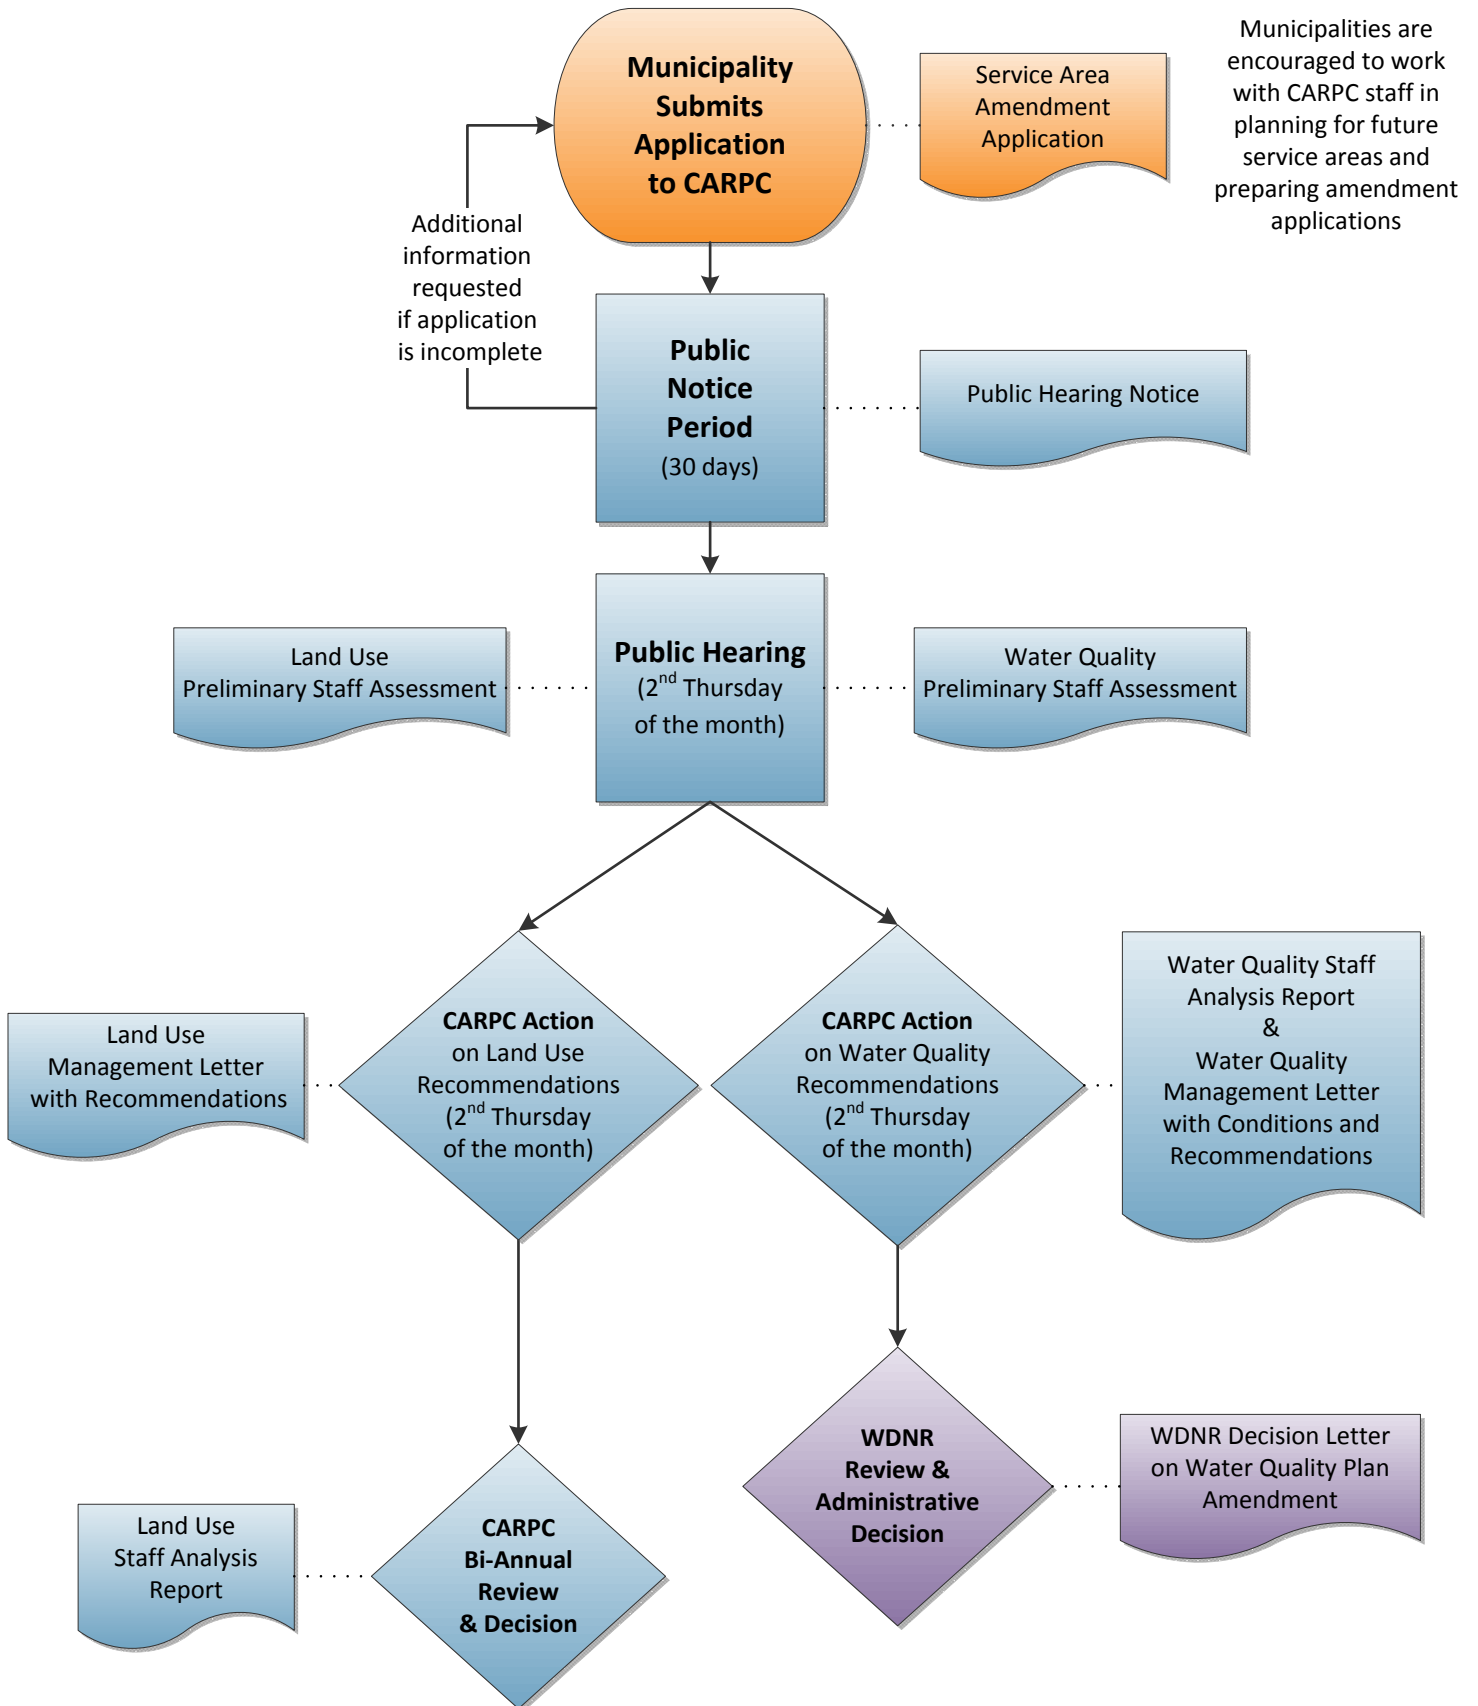 Municipality
Submits
Application
to CARPC
Service Area
Amendment
Application
Municipalities are
encouraged to work
with CARPC staff in
planning for future
service areas and
preparing amendment
applications
Additional
information
requested
if application
is incomplete
Public
Notice
Period
(30 days)
Public Hearing Notice
Land Use
Preliminary Staff Assessment
Public Hearing
(2nd Thursday
of the month)
Water Quality
Preliminary Staff Assessment
Land Use
Management Letter
with Recommendations
CARPC Action
on Land Use
Recommendations
(2nd Thursday
of the month)
CARPC Action
on Water Quality
Recommendations
(2nd Thursday
of the month)
Water Quality Staff
Analysis Report
&
Water Quality
Management Letter
with Conditions and
Recommendations
WDNR
Review &
Administrative
Decision
WDNR Decision Letter
on Water Quality Plan
Amendment
Land Use
Staff Analysis
Report
CARPC
Bi-Annual
Review
& Decision